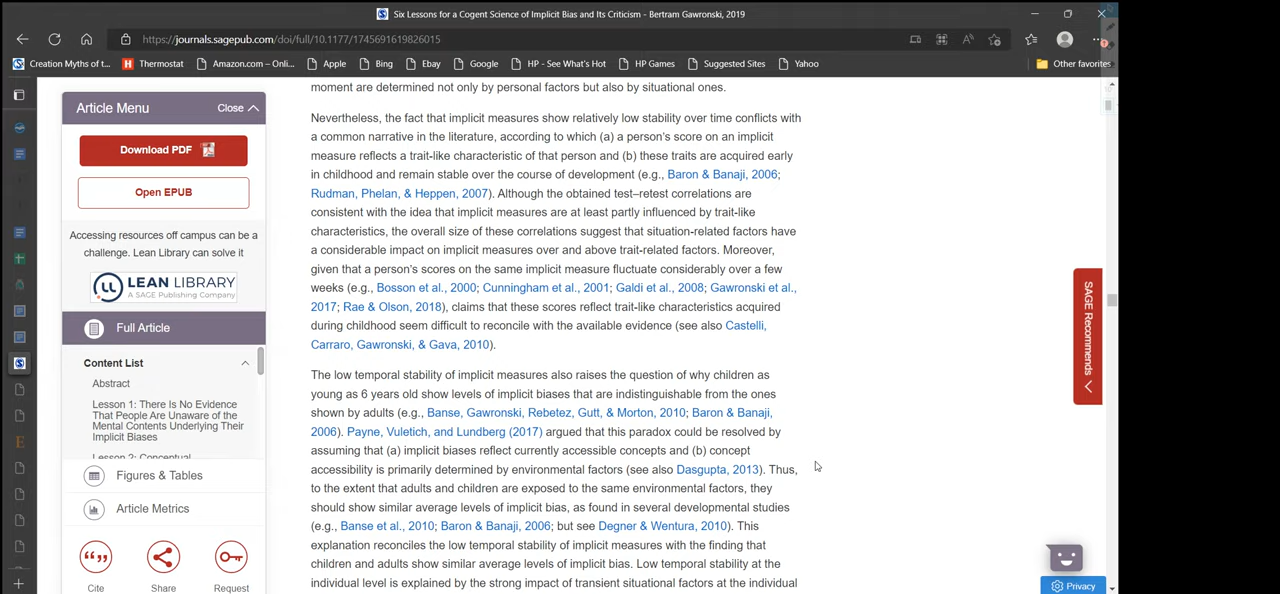 Six Lessons for a Cogent Science of Implicit Bias and Its Criticism - Bertram Gawronski, 2019
https://journals.sagepub.com/doi/full/10.1177/1745691619826015
Creation Myths of t...
Thermostat
Amazon.com – Onli...
Apple
Bing
Ebay
Google
HP - See What's Hot
HP Games
Suggested Sites
Yahoo
Other favorites
Article Menu
Close
Download PDF
Open EPUB
Accessing resources off campus can be a
challenge. Lean Library can solve it
LEAN LIBRARY
A SAGE Publishing Company
Full Article
Content List
Abstract
Lesson 1: There Is No Evidence
That People Are Unaware of the
Mental Contents Underlying Their
Implicit Biases
Lesson 2: Conceptual
Figures & Tables
Article Metrics
Cite
Share
Request
moment are determined not only by personal factors but also by situational ones.
Nevertheless, the fact that implicit measures show relatively low stability over time conflicts with
a common narrative in the literature, according to which (a) a person's score on an implicit
measure reflects a trait-like characteristic of that person and (b) these traits are acquired early
in childhood and remain stable over the course of development (e.g., Baron & Banaji, 2006;
Rudman, Phelan, & Heppen, 2007). Although the obtained test–retest correlations are
consistent with the idea that implicit measures are at least partly influenced by trait-like
characteristics, the overall size of these correlations suggest that situation-related factors have
a considerable impact on implicit measures over and above trait-related factors. Moreover,
given that a person's scores on the same implicit measure fluctuate considerably over a few
weeks (e.g., Bosson et al., 2000; Cunningham et al., 2001; Galdi et al., 2008; Gawronski et al.,
2017; Rae & Olson, 2018), claims that these scores reflect trait-like characteristics acquired
during childhood seem difficult to reconcile with the available evidence (see also Castelli,
Carraro, Gawronski, & Gava, 2010).
The low temporal stability of implicit measures also raises the question of why children as
young as 6 years old show levels of implicit biases that are indistinguishable from the ones
shown by adults (e.g., Banse, Gawronski, Rebetez, Gutt, & Morton, 2010; Baron & Banaji,
2006). Payne, Vuletich, and Lundberg (2017) argued that this paradox could be resolved by
assuming that (a) implicit biases reflect currently accessible concepts and (b) concept
accessibility is primarily determined by environmental factors (see also Dasgupta, 2013). Thus,
to the extent that adults and children are exposed to the same environmental factors, they
should show similar average levels of implicit bias, as found in several developmental studies
(e.g., Banse et al., 2010; Baron & Banaji, 2006; but see Degner & Wentura, 2010). This
explanation reconciles the low temporal stability of implicit measures with the finding that
children and adults show similar average levels of implicit bias. Low temporal stability at the
individual level is explained by the strong impact of transient situational factors at the individual
SAGE Recommends
Privacy